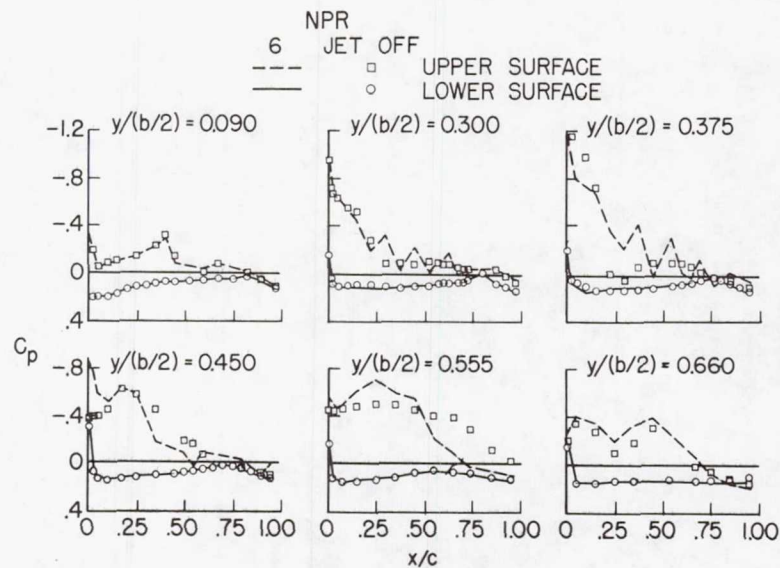 NPR
6 JET OFF
UPPER SURFACE
LOWER SURFACE
y/(b/2) = 0.090
y/(b/2) = 0.300
y/(b/2) = 0.375
-1.2
-.8
-.4
0
.4
Cp
y/(b/2) = 0.450
y/(b/2) = 0.555
y/(b/2) = 0.660
-.8
-.4
0
.4
0 .25 .50 .75 1.00
0 .25 .50 .75 1.00
0 .25 .50 .75 1.00
x/c